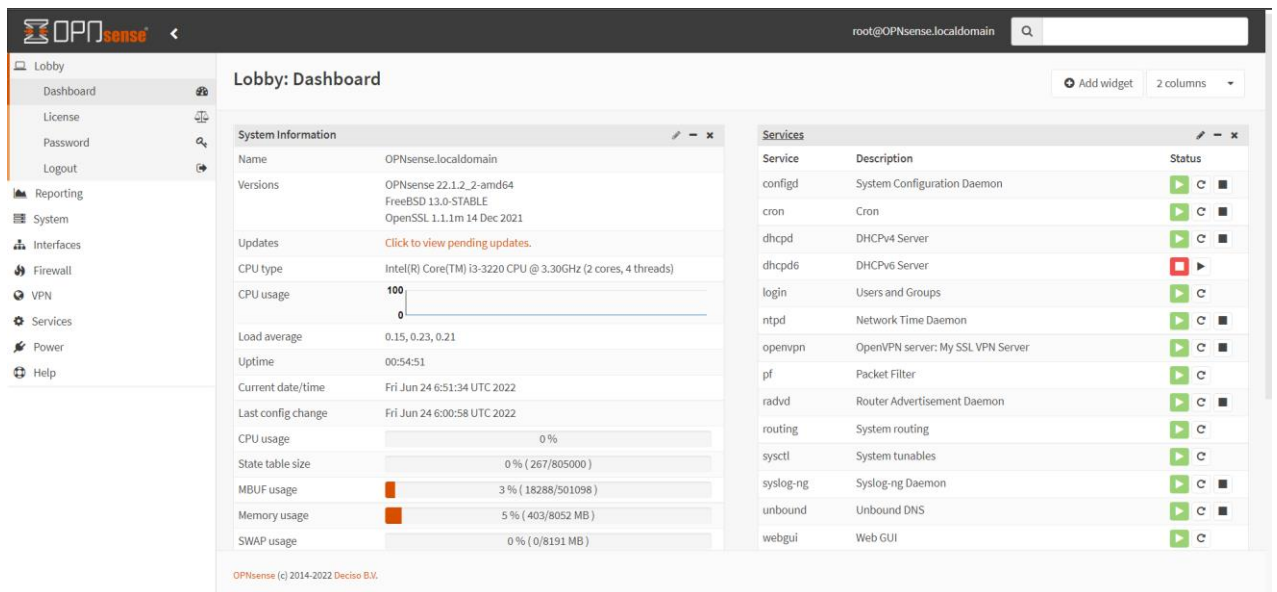 OPNsense
root@OPNsense.localdomain
Lobby
Dashboard
License
Password
Logout
Reporting
System
Interfaces
Firewall
VPN
Services
Power
Help
Lobby: Dashboard
Add widget
2 columns
System Information
Name OPNsense.localdomain
Versions OPNsense 22.1.2_2-amd64
FreeBSD 13.0-STABLE
OpenSSL 1.1.1m 14 Dec 2021
Updates Click to view pending updates.
CPU type Intel(R) Core(TM) i3-3220 CPU @ 3.30GHz (2 cores, 4 threads)
CPU usage 100
0
Load average 0.15, 0.23, 0.21
Uptime 00:54:51
Current date/time Fri Jun 24 6:51:34 UTC 2022
Last config change Fri Jun 24 6:00:58 UTC 2022
CPU usage 0 %
State table size 0 % ( 267/805000 )
MBUF usage 3 % ( 18288/501098 )
Memory usage 5 % ( 403/8052 MB )
SWAP usage 0 % ( 0/8191 MB )
Services
Service Description Status
configd System Configuration Daemon
cron Cron
dhcpd DHCPv4 Server
dhcpd6 DHCPv6 Server
login Users and Groups
ntpd Network Time Daemon
openvpn OpenVPN server: My SSL VPN Server
pf Packet Filter
radvd Router Advertisement Daemon
routing System routing
sysctl System tunables
syslog-ng Syslog-ng Daemon
unbound Unbound DNS
webgui Web GUI
OPNsense (c) 2014-2022 Deciso B.V.